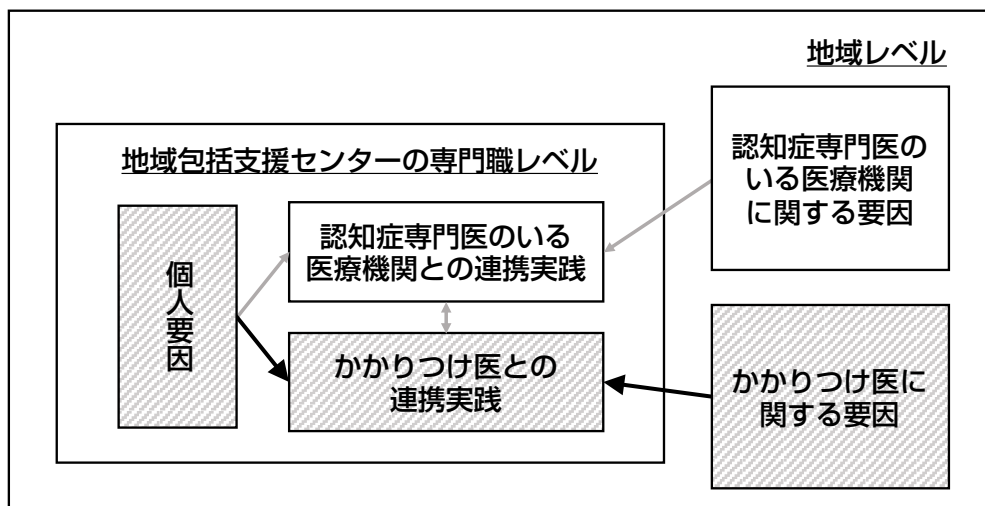 地域レベル
地域包括支援センターの専門職レベル
個人要因
認知症専門医のいる
医療機関との連携実践
かかりつけ医との
連携実践
認知症専門医の
いる医療機関
に関する要因
かかりつけ医に
関する要因